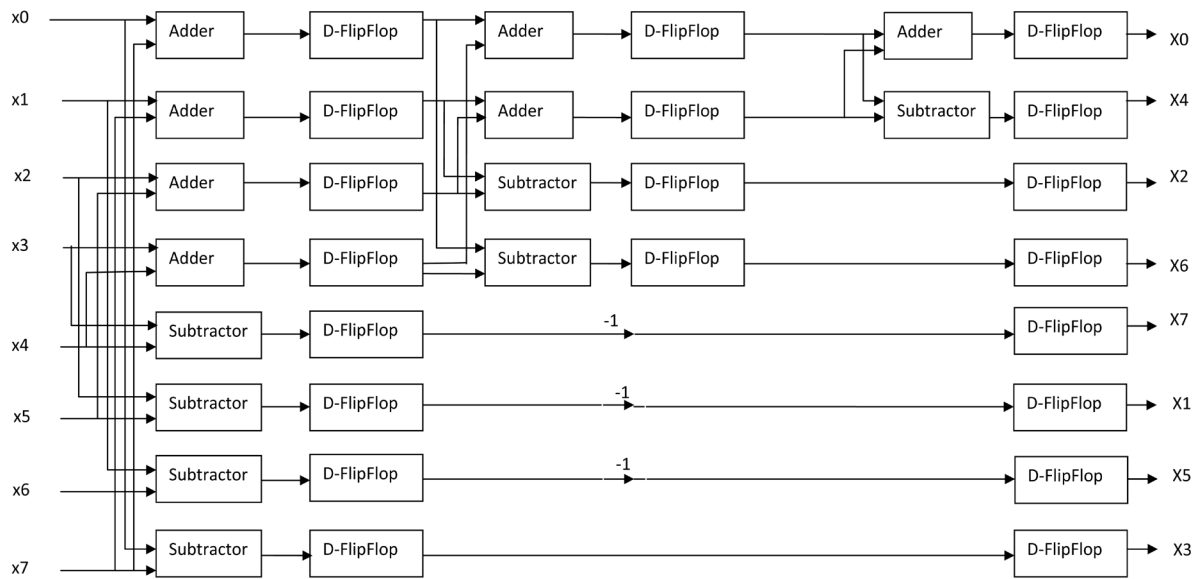 x0 Adder D-FlipFlop Adder D-FlipFlop Adder D-FlipFlop X0
x1 Adder D-FlipFlop Adder D-FlipFlop Subtractor D-FlipFlop X4
x2 Adder D-FlipFlop Subtractor D-FlipFlop D-FlipFlop X2
x3 Adder D-FlipFlop Subtractor D-FlipFlop D-FlipFlop X6
x4 Subtractor D-FlipFlop -1 D-FlipFlop X7
x5 Subtractor D-FlipFlop -1 D-FlipFlop X1
x6 Subtractor D-FlipFlop -1 D-FlipFlop X5
x7 Subtractor D-FlipFlop D-FlipFlop X3